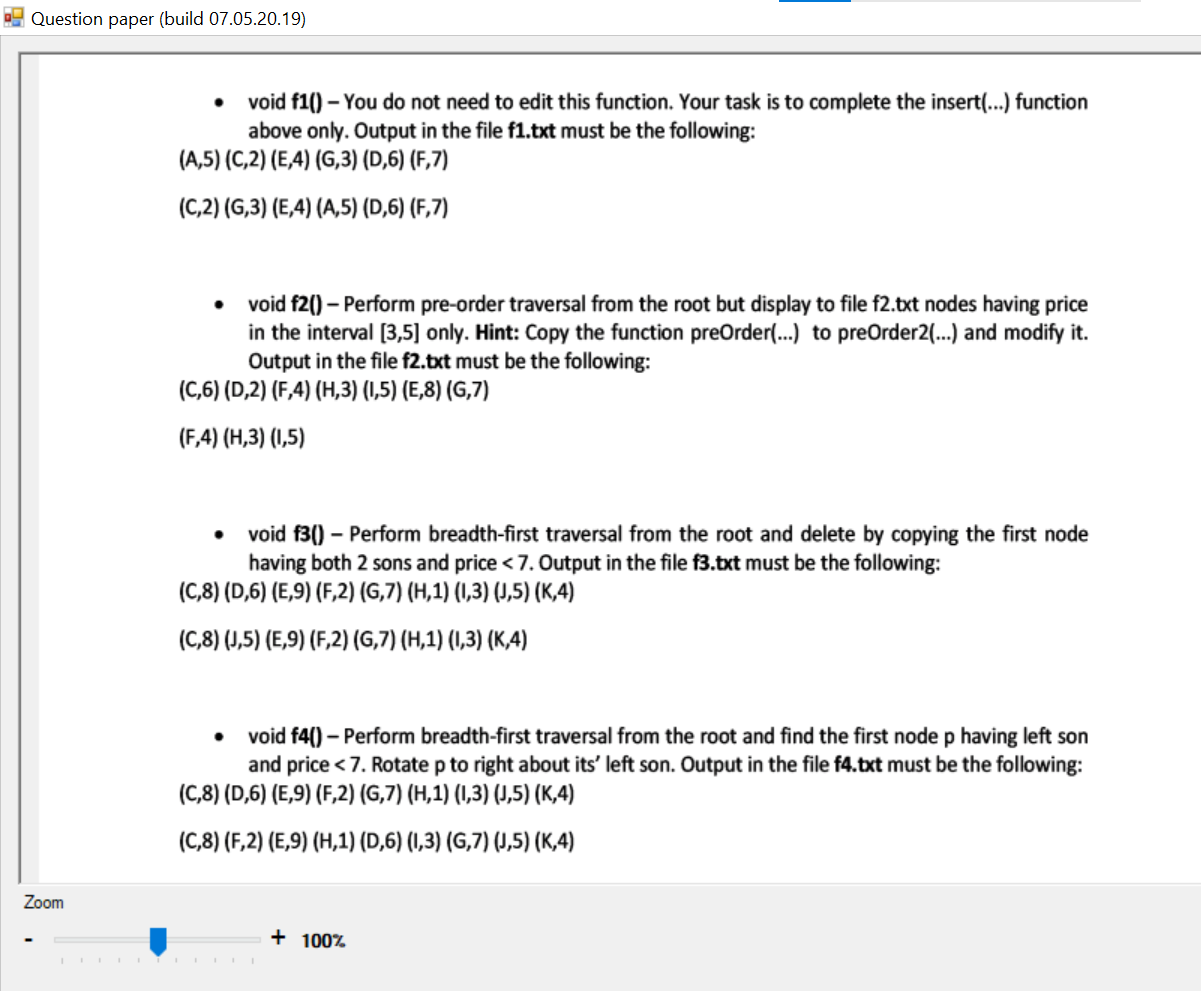 Question paper (build 07.05.20.19)
• void f1() – You do not need to edit this function. Your task is to complete the insert(...) function
above only. Output in the file f1.txt must be the following:
(A,5) (C,2) (E,4) (G,3) (D,6) (F,7)
(C,2) (G,3) (E,4) (A,5) (D,6) (F,7)
• void f2() – Perform pre-order traversal from the root but display to file f2.txt nodes having price
in the interval [3,5] only. Hint: Copy the function preOrder(...) to preOrder2(...) and modify it.
Output in the file f2.txt must be the following:
(C,6) (D,2) (F,4) (H,3) (I,5) (E,8) (G,7)
(F,4) (H,3) (I,5)
• void f3() – Perform breadth-first traversal from the root and delete by copying the first node
having both 2 sons and price < 7. Output in the file f3.txt must be the following:
(C,8) (D,6) (E,9) (F,2) (G,7) (H,1) (I,3) (J,5) (K,4)
(C,8) (J,5) (E,9) (F,2) (G,7) (H,1) (I,3) (K,4)
• void f4() – Perform breadth-first traversal from the root and find the first node p having left son
and price < 7. Rotate p to right about its’ left son. Output in the file f4.txt must be the following:
(C,8) (D,6) (E,9) (F,2) (G,7) (H,1) (I,3) (J,5) (K,4)
(C,8) (F,2) (E,9) (H,1) (D,6) (I,3) (G,7) (J,5) (K,4)
Zoom
- + 100%